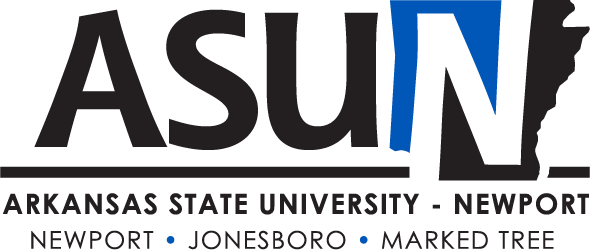 ASUN
ARKANSAS STATE UNIVERSITY - NEWPORT
NEWPORT • JONESBORO • MARKED TREE